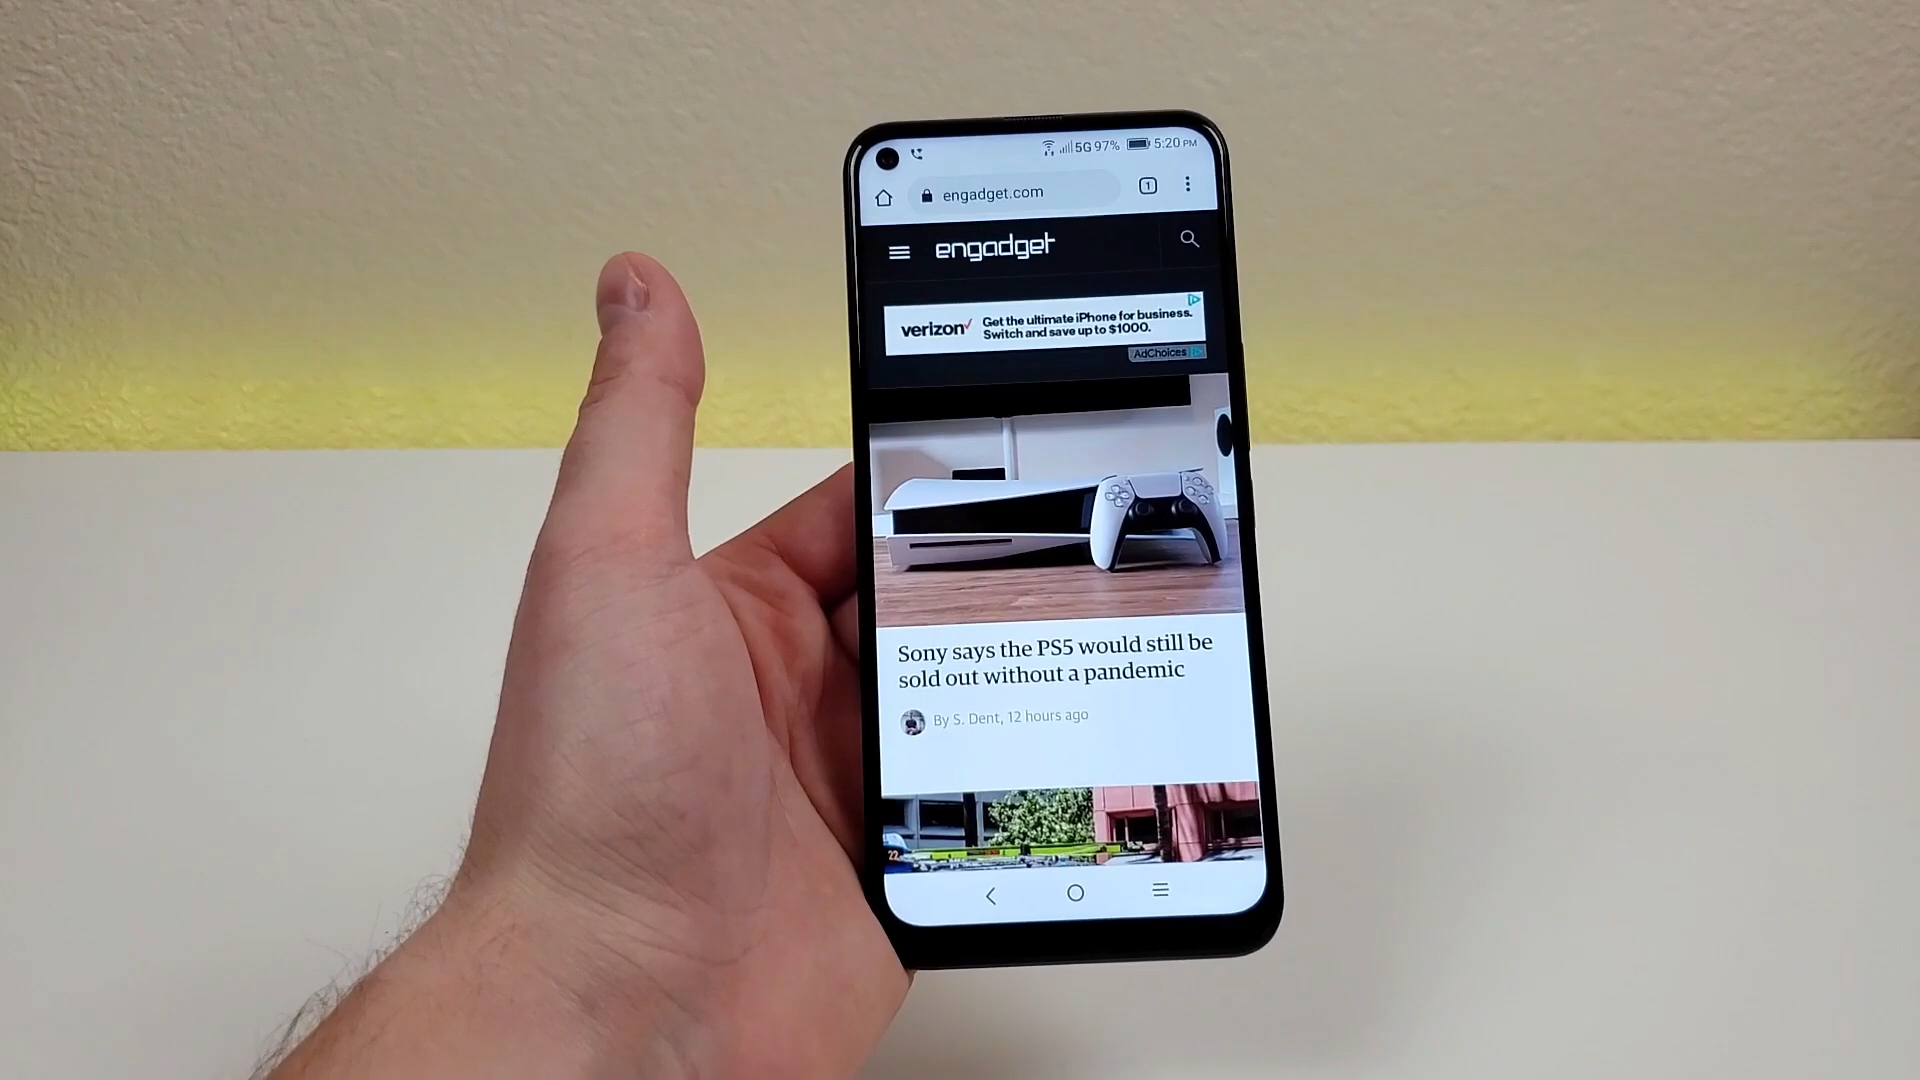 5G 97% 5:20 PM
engadget.com
1
engadget
verizon✓
Get the ultimate iPhone for business.
Switch and save up to $1000.
AdChoices
Sony says the PS5 would still be
sold out without a pandemic
By S. Dent, 12 hours ago
22